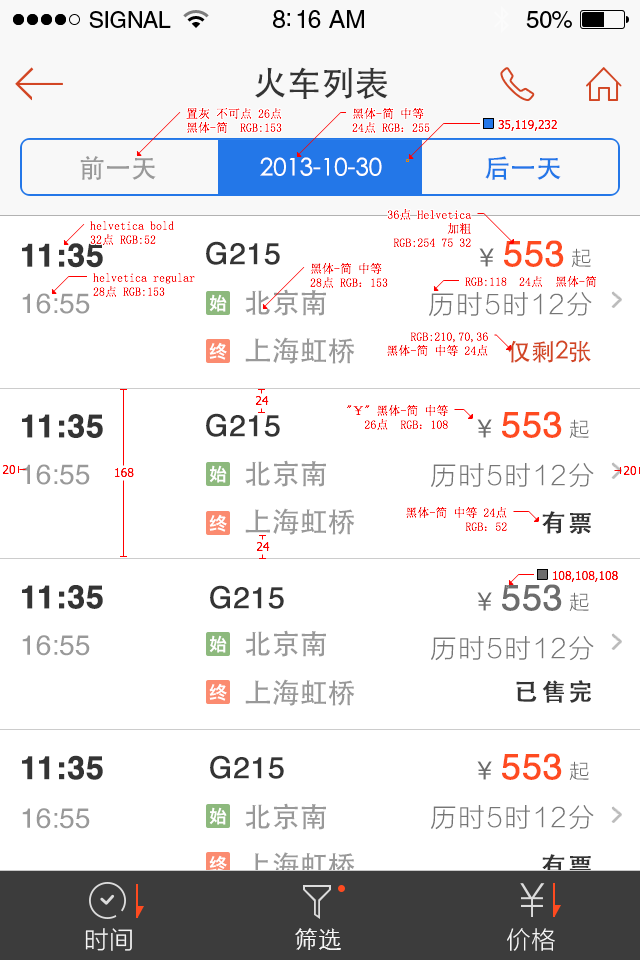 SIGNAL 8:16 AM 50%
火车列表
置灰 不可点 26点
黑体-简 RGB:153
黑体-简 中等
24点 RGB: 255
35,119,232
前一天 2013-10-30 后一天
helvetica bold
32点 RGB:52
36点 Helvetica
加粗
RGB:254 75 32
11:35 G215 ¥ 553 起
helvetica regular
28点 RGB:153
黑体-简 中等
28点 RGB: 153
RGB:118 24点 黑体-简
16:55 始 北京南 历时5时12分
RGB:210,70,36
黑体-简 中等 24点
终 上海虹桥 仅剩2张
24
"¥" 黑体-简 中等
26点 RGB: 108
11:35 G215 ¥ 553 起
20 168 20
16:55 始 北京南 历时5时12分
黑体-简 中等 24点
RGB: 52
终 上海虹桥 有票
24
108,108,108
11:35 G215 ¥ 553 起
16:55 始 北京南 历时5时12分
终 上海虹桥 已售完
11:35 G215 ¥ 553 起
16:55 始 北京南 历时5时12分
终 上海虹桥 有票
时间 筛选 价格